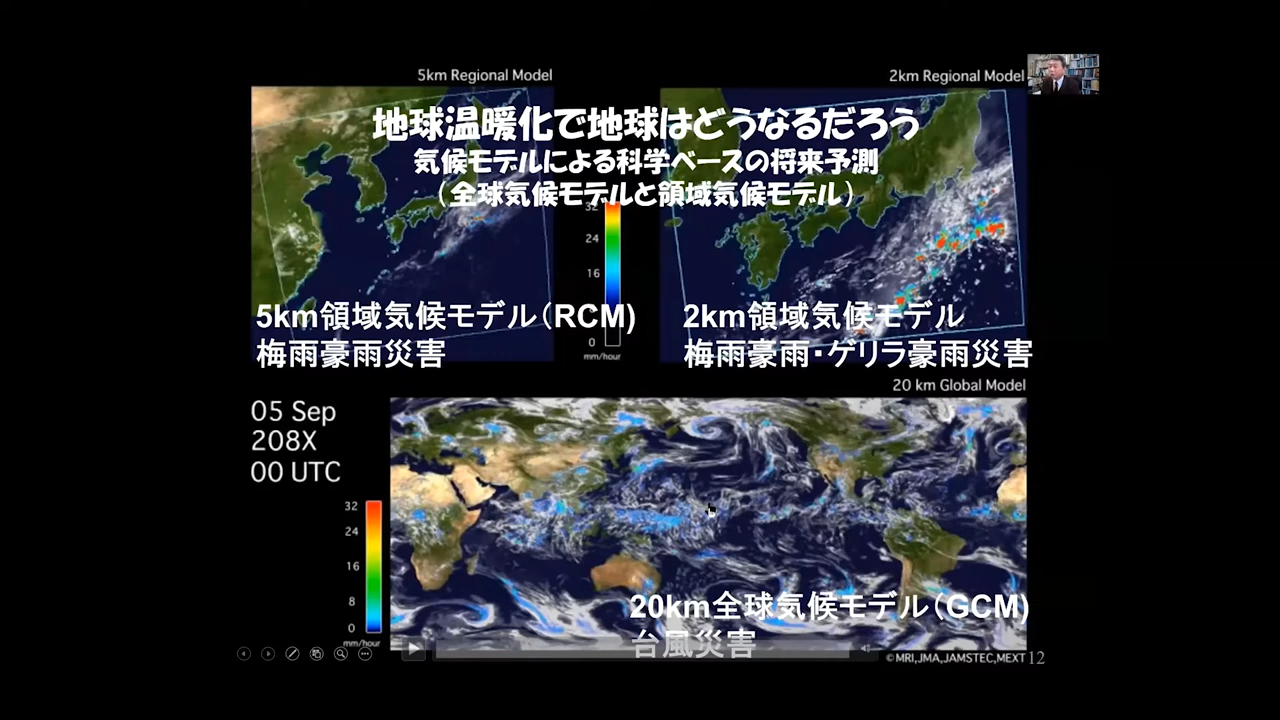 5km Regional Model
2km Regional Model
地球温暖化で地球はどうなるだろう
気候モデルによる科学ベースの将来予測
（全球気候モデルと領域気候モデル）
32
24
16
0
mm/hour
5km領域気候モデル（RCM）
梅雨豪雨災害
2km領域気候モデル
梅雨豪雨・ゲリラ豪雨災害
20 km Global Model
05 Sep
208X
00 UTC
32
24
16
8
0
mm/hour
20km全球気候モデル（GCM）
台風災害
©MRI,JMA,JAMSTEC,MEXT 12